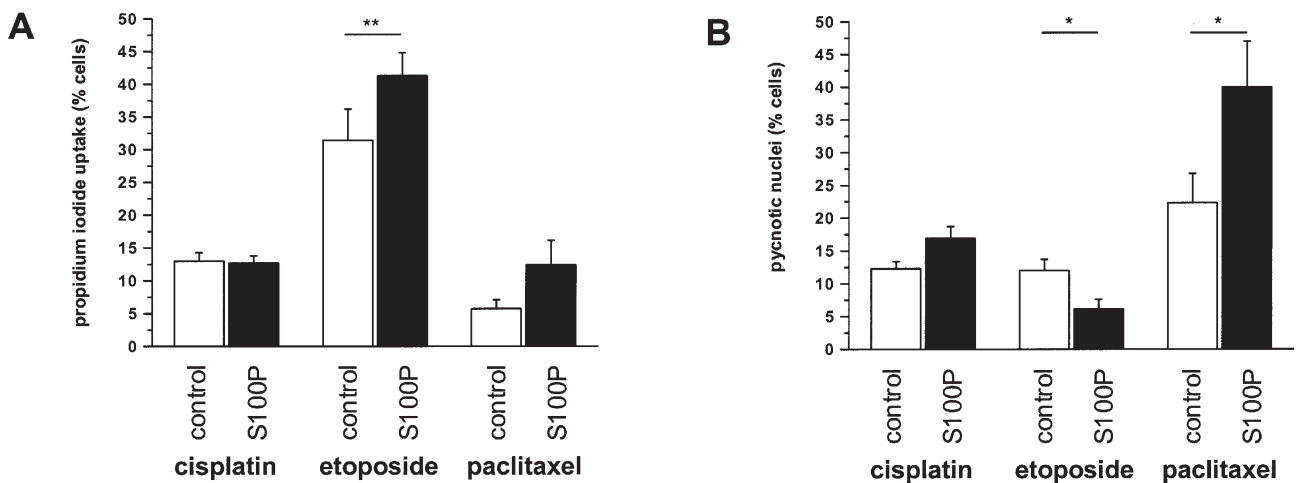 A
propidium iodide uptake (% cells)
50
45
40
35
30
25
20
15
10
5
0
**
control
S100P
control
S100P
control
S100P
cisplatin
etoposide
paclitaxel
B
pycnotic nuclei (% cells)
50
45
40
35
30
25
20
15
10
5
0
*
*
control
S100P
control
S100P
control
S100P
cisplatin
etoposide
paclitaxel